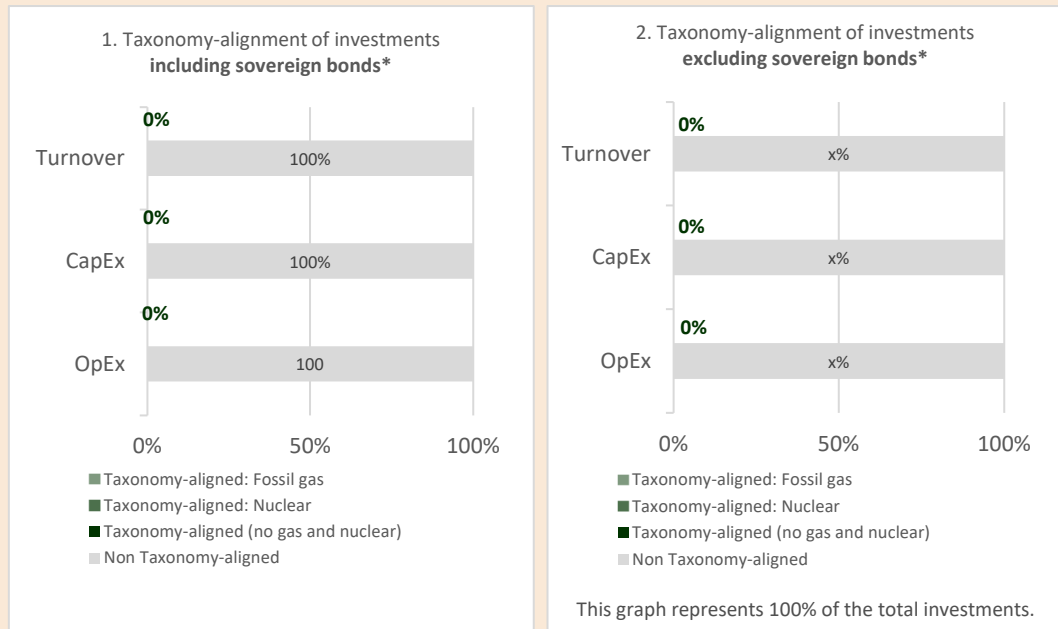 1. Taxonomy-alignment of investments
including sovereign bonds*
0%
Turnover
100%
0%
CapEx
100%
0%
OpEx
100
0%
50%
100%
Taxonomy-aligned: Fossil gas
Taxonomy-aligned: Nuclear
Taxonomy-aligned (no gas and nuclear)
Non Taxonomy-aligned
2. Taxonomy-alignment of investments
excluding sovereign bonds*
0%
Turnover
x%
0%
CapEx
x%
0%
OpEx
x%
0%
50%
100%
Taxonomy-aligned: Fossil gas
Taxonomy-aligned: Nuclear
Taxonomy-aligned (no gas and nuclear)
Non Taxonomy-aligned
This graph represents 100% of the total investments.